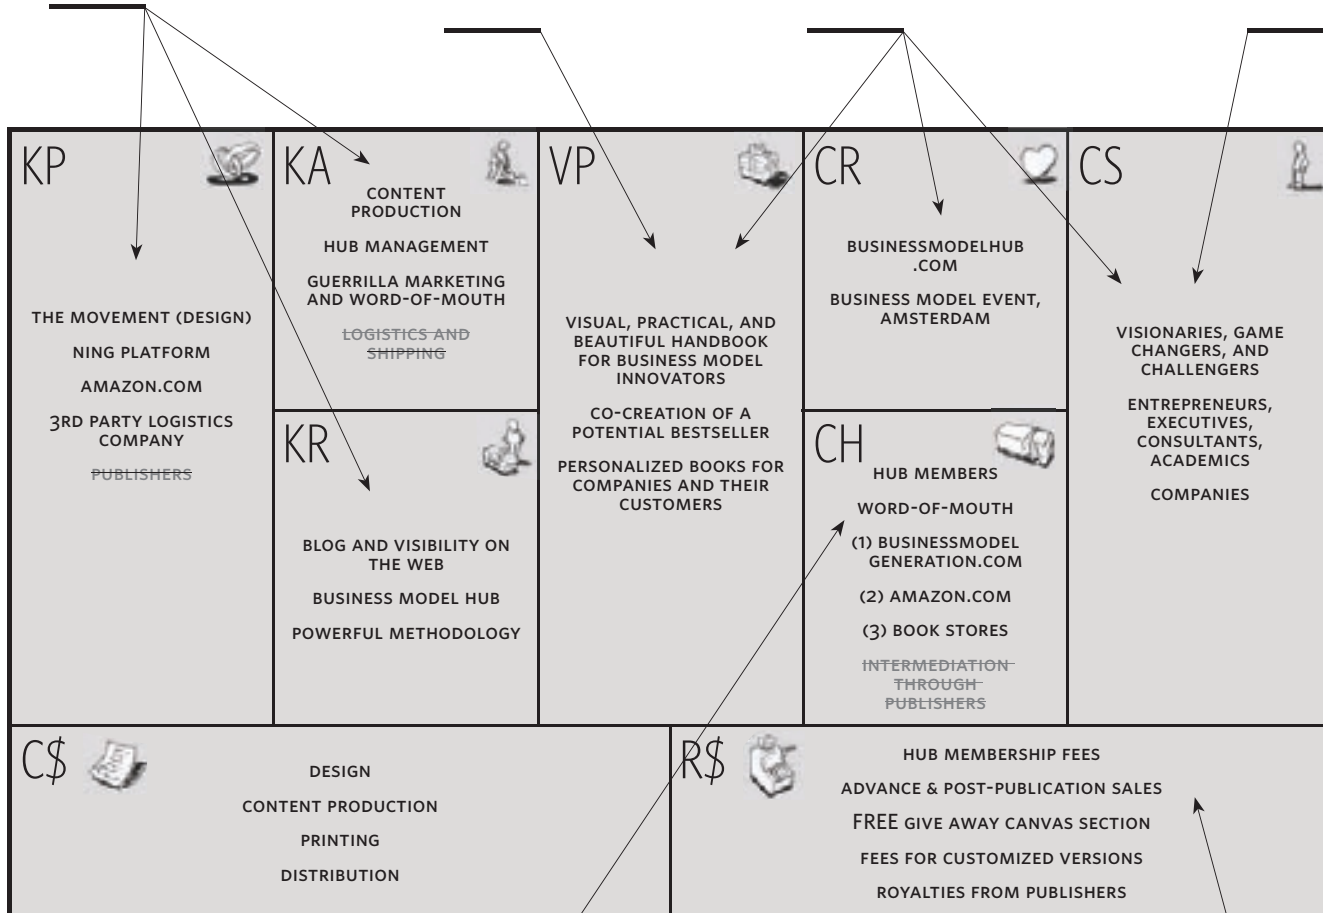 KP
THE MOVEMENT (DESIGN)
NING PLATFORM
AMAZON.COM
3RD PARTY LOGISTICS
COMPANY
PUBLISHERS
KA
CONTENT
PRODUCTION
HUB MANAGEMENT
GUERRILLA MARKETING
AND WORD-OF-MOUTH
LOGISTICS AND
SHIPPING
KR
BLOG AND VISIBILITY ON
THE WEB
BUSINESS MODEL HUB
POWERFUL METHODOLOGY
VP
VISUAL, PRACTICAL, AND
BEAUTIFUL HANDBOOK
FOR BUSINESS MODEL
INNOVATORS
CO-CREATION OF A
POTENTIAL BESTSELLER
PERSONALIZED BOOKS FOR
COMPANIES AND THEIR
CUSTOMERS
CR
BUSINESSMODELHUB
.COM
BUSINESS MODEL EVENT,
AMSTERDAM
CH
HUB MEMBERS
WORD-OF-MOUTH
(1) BUSINESSMODEL
GENERATION.COM
(2) AMAZON.COM
(3) BOOK STORES
INTERMEDIATION
THROUGH
PUBLISHERS
CS
VISIONARIES, GAME
CHANGERS, AND
CHALLENGERS
ENTREPRENEURS,
EXECUTIVES,
CONSULTANTS,
ACADEMICS
COMPANIES
C$
DESIGN
CONTENT PRODUCTION
PRINTING
DISTRIBUTION
R$
HUB MEMBERSHIP FEES
ADVANCE & POST-PUBLICATION SALES
FREE GIVE AWAY CANVAS SECTION
FEES FOR CUSTOMIZED VERSIONS
ROYALTIES FROM PUBLISHERS